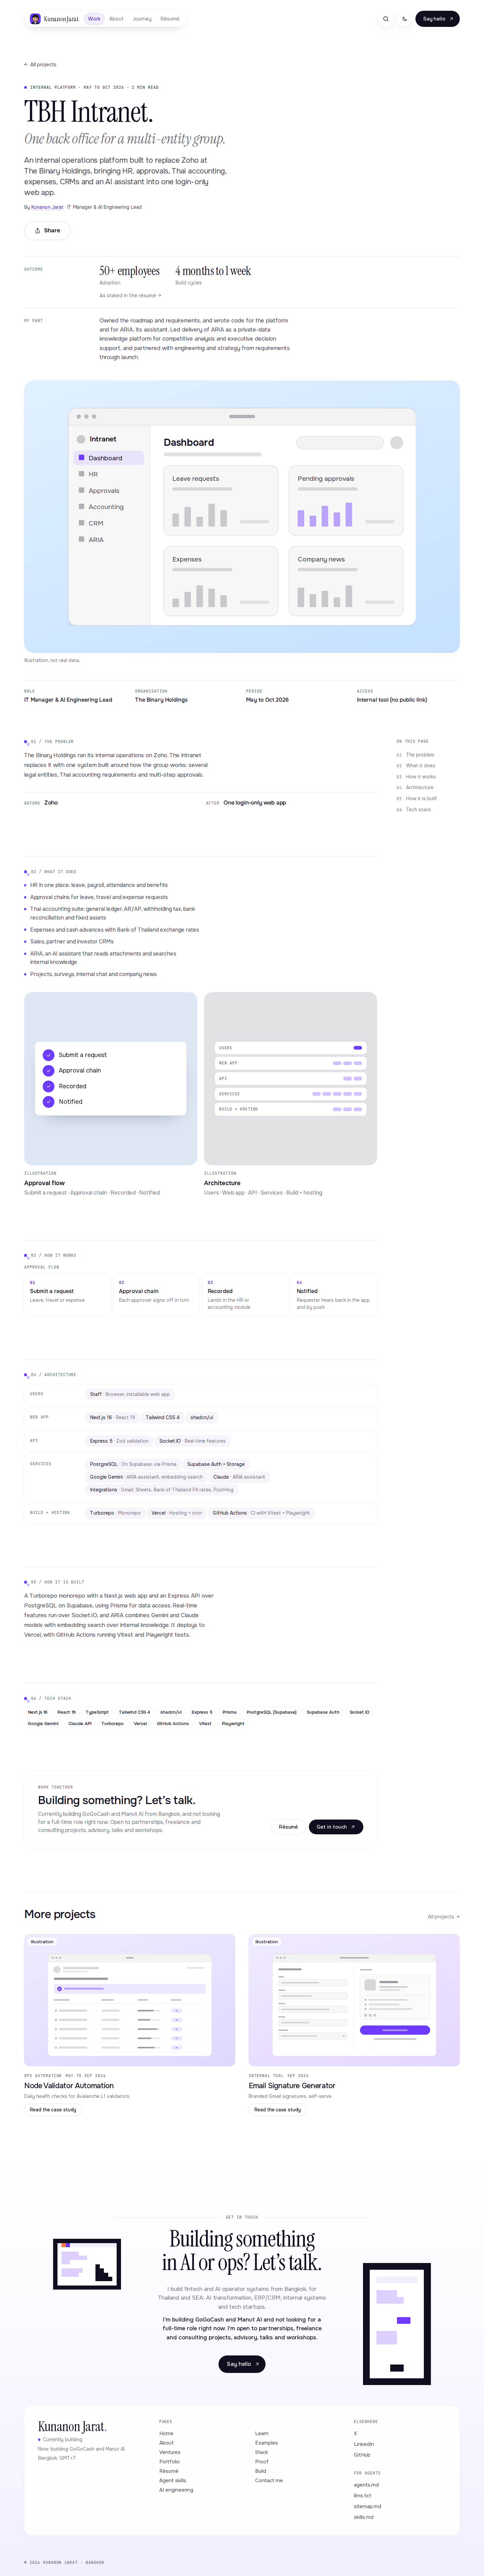 Kunanon Jarat Work About Journey Résumé Say hello ↗
← All projects
INTERNAL PLATFORM · MAY TO OCT 2026 · 2 MIN READ
TBH Intranet.
One back office for a multi-entity group.
An internal operations platform built to replace Zoho at
The Binary Holdings, bringing HR, approvals, Thai accounting,
expenses, CRMs and an AI assistant into one login-only
web app.
By Kunanon Jarat · IT Manager & AI Engineering Lead
Share
OUTCOME
50+ employees 4 months to 1 week
Adoption Build cycles
As stated in the résumé →
MY PART
Owned the roadmap and requirements, and wrote code for the platform
and for ARIA, its assistant. Led delivery of ARIA as a private-data
knowledge platform for competitive analysis and executive decision
support, and partnered with engineering and strategy from requirements
through launch.
Intranet
Dashboard
HR
Approvals
Accounting
CRM
ARIA
Dashboard
Leave requests
Pending approvals
Expenses
Company news
Illustration, not real data.
ROLE ORGANISATION PERIOD ACCESS
IT Manager & AI Engineering Lead The Binary Holdings May to Oct 2026 Internal tool (no public link)
01 / THE PROBLEM
The Binary Holdings ran its internal operations on Zoho. The intranet
replaces it with one system built around how the group works: several
legal entities, Thai accounting requirements and multi-step approvals.
BEFORE Zoho AFTER One login-only web app
ON THIS PAGE
01 The problem
02 What it does
03 How it works
04 Architecture
05 How it is built
06 Tech stack
02 / WHAT IT DOES
HR in one place: leave, payroll, attendance and benefits
Approval chains for leave, travel and expense requests
Thai accounting suite: general ledger, AR/AP, withholding tax, bank
reconciliation and fixed assets
Expenses and cash advances with Bank of Thailand exchange rates
Sales, partner and investor CRMs
ARIA, an AI assistant that reads attachments and searches
internal knowledge
Projects, surveys, internal chat and company news
Submit a request
Approval chain
Recorded
Notified
USERS
WEB APP
API
SERVICES
BUILD + HOSTING
ILLUSTRATION
Approval flow
Submit a request · Approval chain · Recorded · Notified
ILLUSTRATION
Architecture
Users · Web app · API · Services · Build + hosting
03 / HOW IT WORKS
APPROVAL FLOW
01
Submit a request
Leave, travel or expense
02
Approval chain
Each approver signs off in turn
03
Recorded
Lands in the HR or
accounting module
04
Notified
Requester hears back in the app
and by push
04 / ARCHITECTURE
USERS Staff · Browser, installable web app
WEB APP Next.js 16 · React 19 Tailwind CSS 4 shadcn/ui
API Express 5 · Zod validation Socket.IO · Real-time features
SERVICES PostgreSQL · On Supabase, via Prisma Supabase Auth + Storage
Google Gemini · ARIA assistant, embedding search Claude · ARIA assistant
Integrations · Gmail, Sheets, Bank of Thailand FX rates, PostHog
BUILD + HOSTING Turborepo · Monorepo Vercel · Hosting + cron GitHub Actions · CI with Vitest + Playwright
05 / HOW IT IS BUILT
A Turborepo monorepo with a Next.js web app and an Express API over
PostgreSQL on Supabase, using Prisma for data access. Real-time
features run over Socket.IO, and ARIA combines Gemini and Claude
models with embedding search over internal knowledge. It deploys to
Vercel, with GitHub Actions running Vitest and Playwright tests.
06 / TECH STACK
Next.js 16 React 19 TypeScript Tailwind CSS 4 shadcn/ui Express 5 Prisma PostgreSQL (Supabase) Supabase Auth Socket.IO
Google Gemini Claude API Turborepo Vercel GitHub Actions Vitest Playwright
WORK TOGETHER
Building something? Let's talk.
Currently building GoGoCash and Manut AI from Bangkok, and not looking
for a full-time role right now. Open to partnerships, freelance and
consulting projects, advisory, talks and workshops.
Résumé Get in touch ↗
More projects
All projects →
Illustration
Illustration
OPS AUTOMATION MAY TO SEP 2026
Node Validator Automation
Daily health checks for Avalanche L1 validators.
Read the case study
INTERNAL TOOL SEP 2026
Email Signature Generator
Branded Gmail signatures, self-serve.
Read the case study
GET IN TOUCH
Building something
in AI or ops? Let's talk.
I build fintech and AI operator systems from Bangkok, for
Thailand and SEA: AI transformation, ERP/CRM, internal systems
and tech startups.
I'm building GoGoCash and Manut AI and not looking for a
full-time role right now. I'm open to partnerships, freelance
and consulting projects, advisory, talks and workshops.
Say hello ↗
Kunanon Jarat.
Currently building
Now: building GoGoCash and Manut AI
Bangkok, GMT+7
PAGES
Home
About
Ventures
Portfolio
Résumé
Agent skills
AI engineering
Learn
Examples
Stack
Proof
Build
Contact me
ELSEWHERE
X
LinkedIn
GitHub
FOR AGENTS
agents.md
llms.txt
sitemap.md
skills.md
© 2026 KUNANON JARAT · BANGKOK